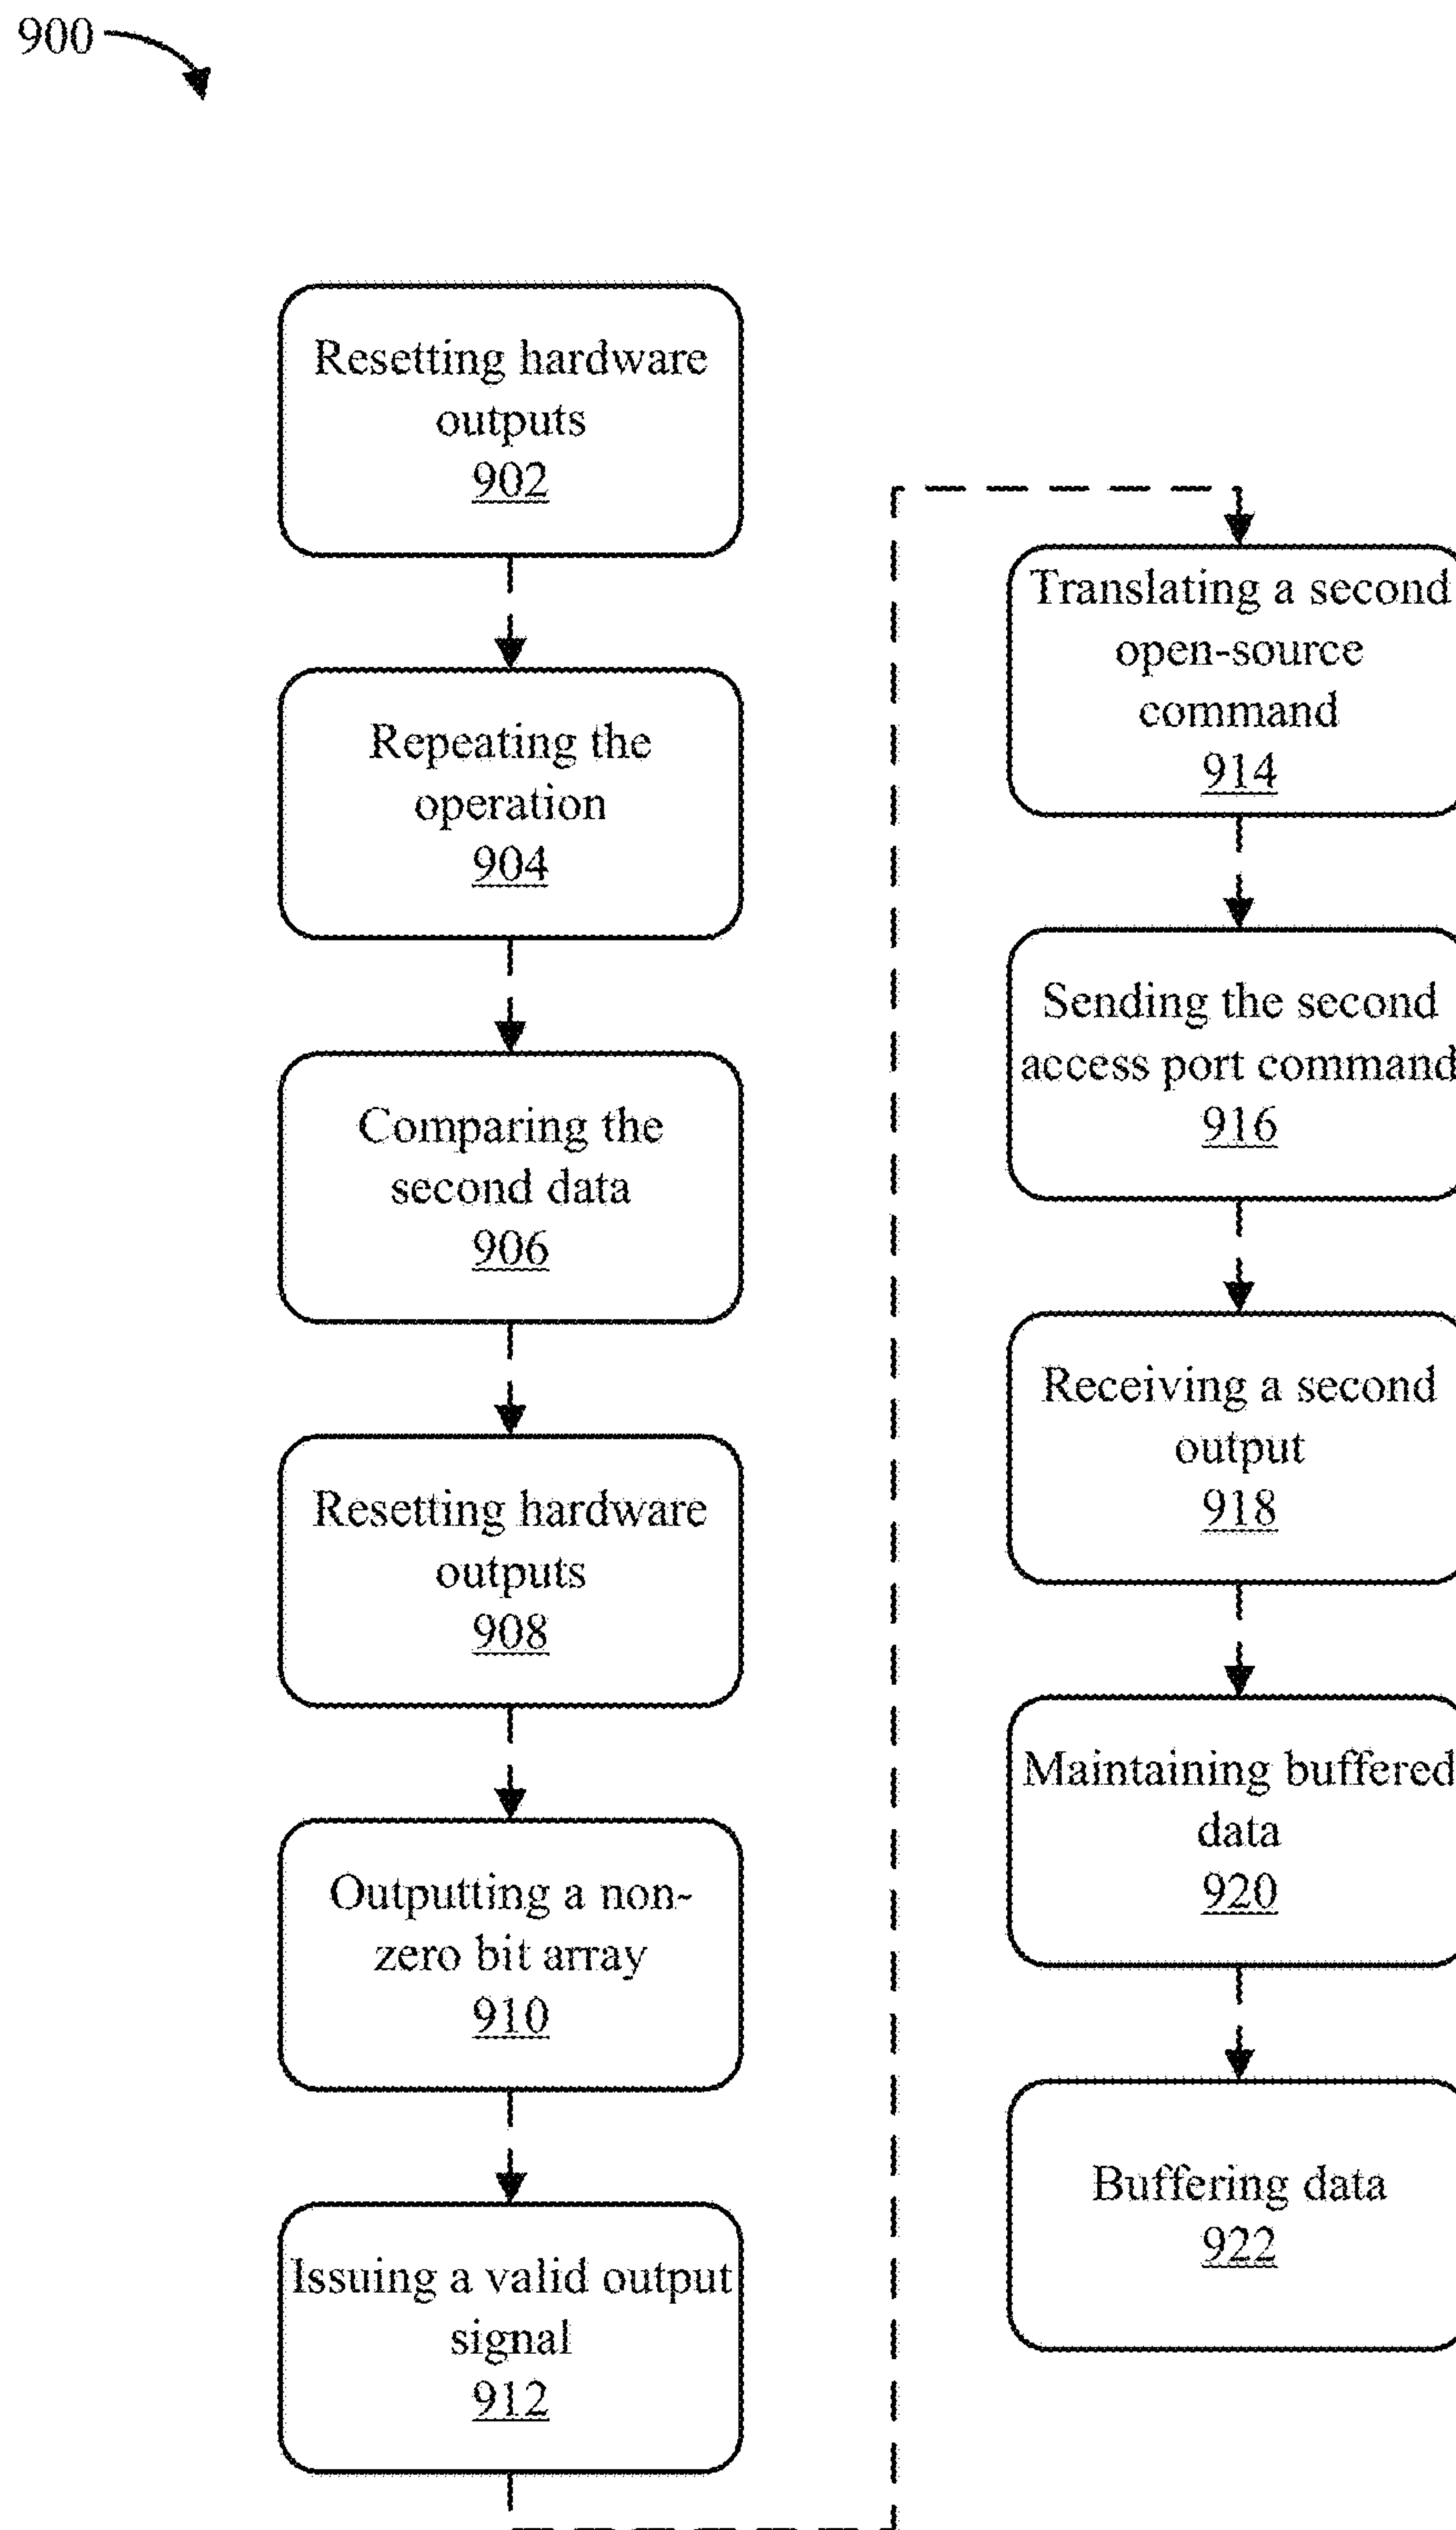 900
Resetting hardware
outputs
902
Repeating the
operation
904
Comparing the
second data
906
Resetting hardware
outputs
908
Outputting a non-
zero bit array
910
Issuing a valid output
signal
912
Translating a second
open-source
command
914
Sending the second
access port command
916
Receiving a second
output
918
Maintaining buffered
data
920
Buffering data
922